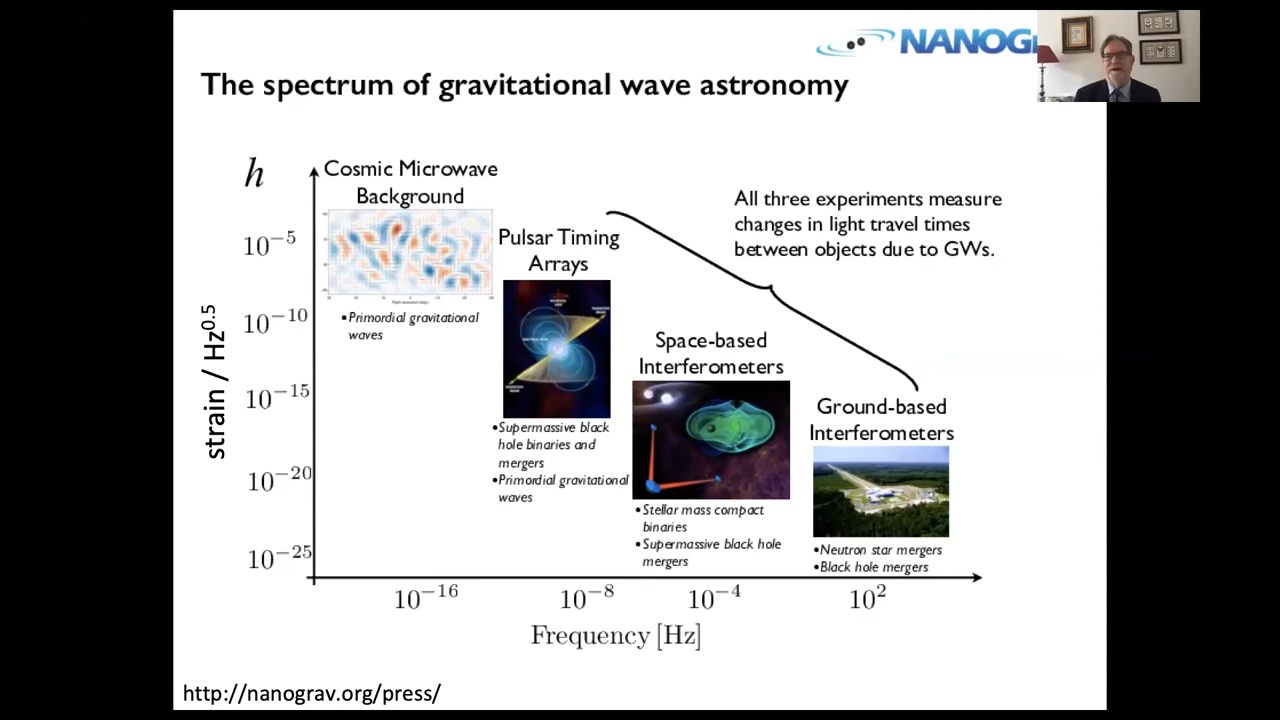 NANOG
The spectrum of gravitational wave astronomy
h
strain / Hz^0.5
10^−5
10^−10
10^−15
10^−20
10^−25
Cosmic Microwave
Background
•Primordial gravitational
waves
Pulsar Timing
Arrays
•Supermassive black
hole binaries and
mergers
•Primordial gravitational
waves
All three experiments measure
changes in light travel times
between objects due to GWs.
Space-based
Interferometers
•Stellar mass compact
binaries
•Supermassive black hole
mergers
Ground-based
Interferometers
•Neutron star mergers
•Black hole mergers
10^−16
10^−8
10^−4
10^2
Frequency [Hz]
http://nanograv.org/press/